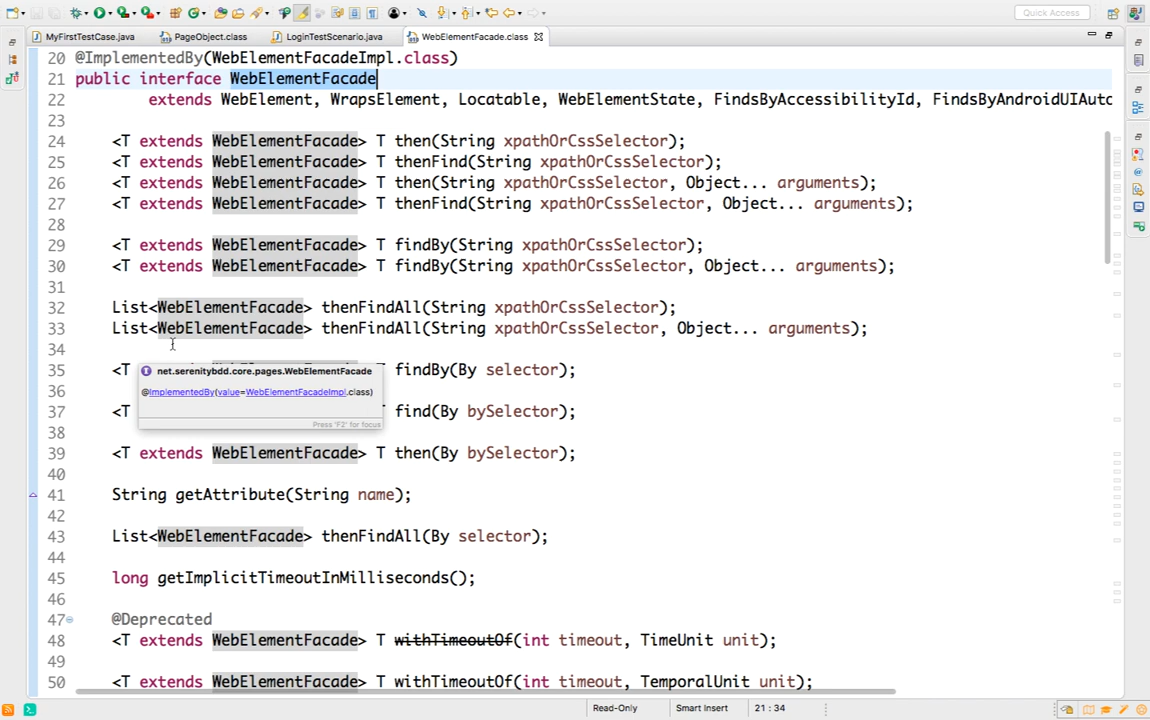 Quick Access
MyFirstTestCase.java
PageObject.class
LoginTestScenario.java
WebElementFacade.class
20 @ImplementedBy(WebElementFacadeImpl.class)
21 public interface WebElementFacade
22 extends WebElement, WrapsElement, Locatable, WebElementState, FindsByAccessibilityId, FindsByAndroidUIAuto
23
24 <T extends WebElementFacade> T then(String xpathOrCssSelector);
25 <T extends WebElementFacade> T thenFind(String xpathOrCssSelector);
26 <T extends WebElementFacade> T then(String xpathOrCssSelector, Object... arguments);
27 <T extends WebElementFacade> T thenFind(String xpathOrCssSelector, Object... arguments);
28
29 <T extends WebElementFacade> T findBy(String xpathOrCssSelector);
30 <T extends WebElementFacade> T findBy(String xpathOrCssSelector, Object... arguments);
31
32 List<WebElementFacade> thenFindAll(String xpathOrCssSelector);
33 List<WebElementFacade> thenFindAll(String xpathOrCssSelector, Object... arguments);
34
35 <T findBy(By selector);
net.serenitybdd.core.pages.WebElementFacade
36
@ImplementedBy(value=WebElementFacadeImpl.class)
37 <T find(By bySelector);
Press 'F2' for focus
38
39 <T extends WebElementFacade> T then(By bySelector);
40
41 String getAttribute(String name);
42
43 List<WebElementFacade> thenFindAll(By selector);
44
45 long getImplicitTimeoutInMilliseconds();
46
47 @Deprecated
48 <T extends WebElementFacade> T withTimeoutOf(int timeout, TimeUnit unit);
49
50 <T extends WebElementFacade> T withTimeoutOf(int timeout, TemporalUnit unit);
Read-Only
Smart Insert
21 : 34